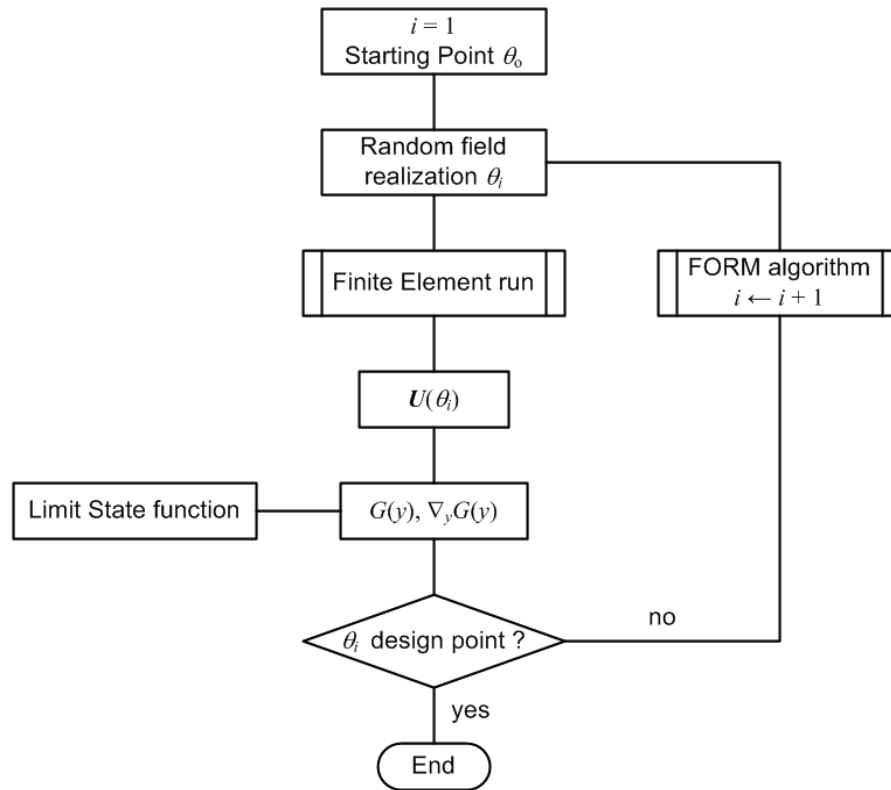 i = 1
Starting Point θₒ
Random field
realization θᵢ
Finite Element run
FORM algorithm
i ← i + 1
U(θᵢ)
Limit State function
G(y), ∇ᵧG(y)
θᵢ design point ?
no
yes
End